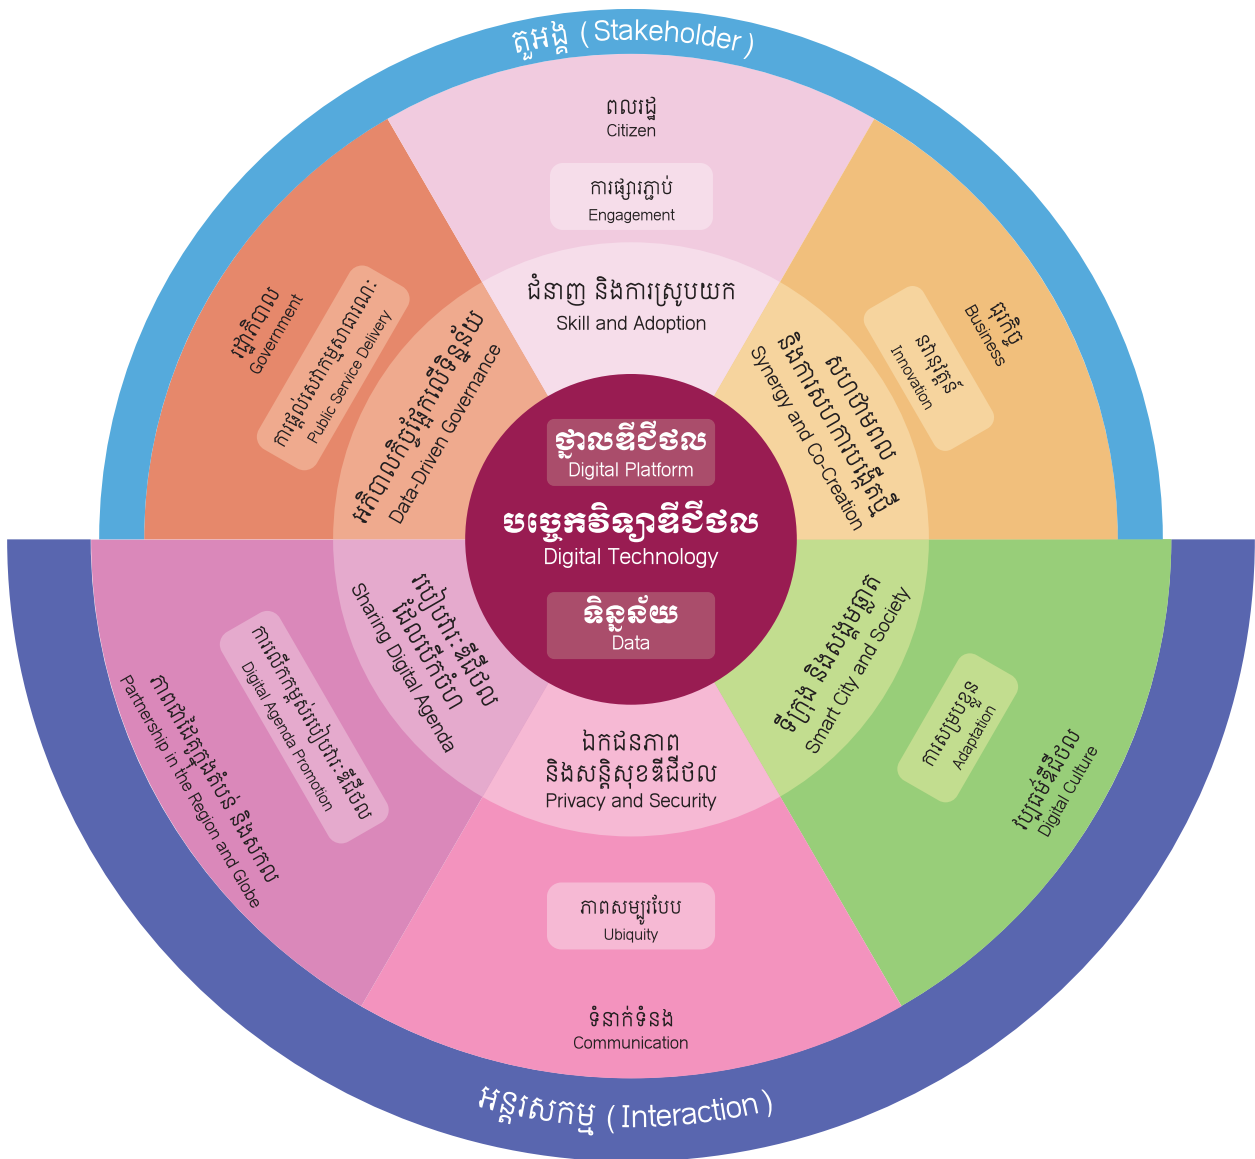 តួអង្គ (Stakeholder)
ពលរដ្ឋ
Citizen
ការផ្សារភ្ជាប់
Engagement
ជំនាញ និងការស្រូបយក
Skill and Adoption
រដ្ឋាភិបាល
Government
ការផ្តល់សេវាកម្មសាធារណៈ
Public Service Delivery
អភិបាលកិច្ចផ្អែកលើទិន្នន័យ
Data-Driven Governance
ធុរកិច្ច
Business
នវានុវត្តន៍
Innovation
សហថាមពល
និងការសហការបង្កើតថ្មី
Synergy and Co-Creation
ថ្នាលឌីជីថល
Digital Platform
បច្ចេកវិទ្យាឌីជីថល
Digital Technology
ទិន្នន័យ
Data
របៀបវារៈឌីជីថល
ដែលបើកចំហ
Sharing Digital Agenda
ការលើកកម្ពស់របៀបវារៈឌីជីថល
Digital Agenda Promotion
ភាពជាដៃគូក្នុងតំបន់ និងសកល
Partnership in the Region and Globe
ទីក្រុង និងសង្គមឆ្លាត
Smart City and Society
ការសម្របខ្លួន
Adaptation
វប្បធម៌ឌីជីថល
Digital Culture
ឯកជនភាព
និងសន្តិសុខឌីជីថល
Privacy and Security
ភាពសម្បូរបែប
Ubiquity
ទំនាក់ទំនង
Communication
អន្តរសកម្ម (Interaction)